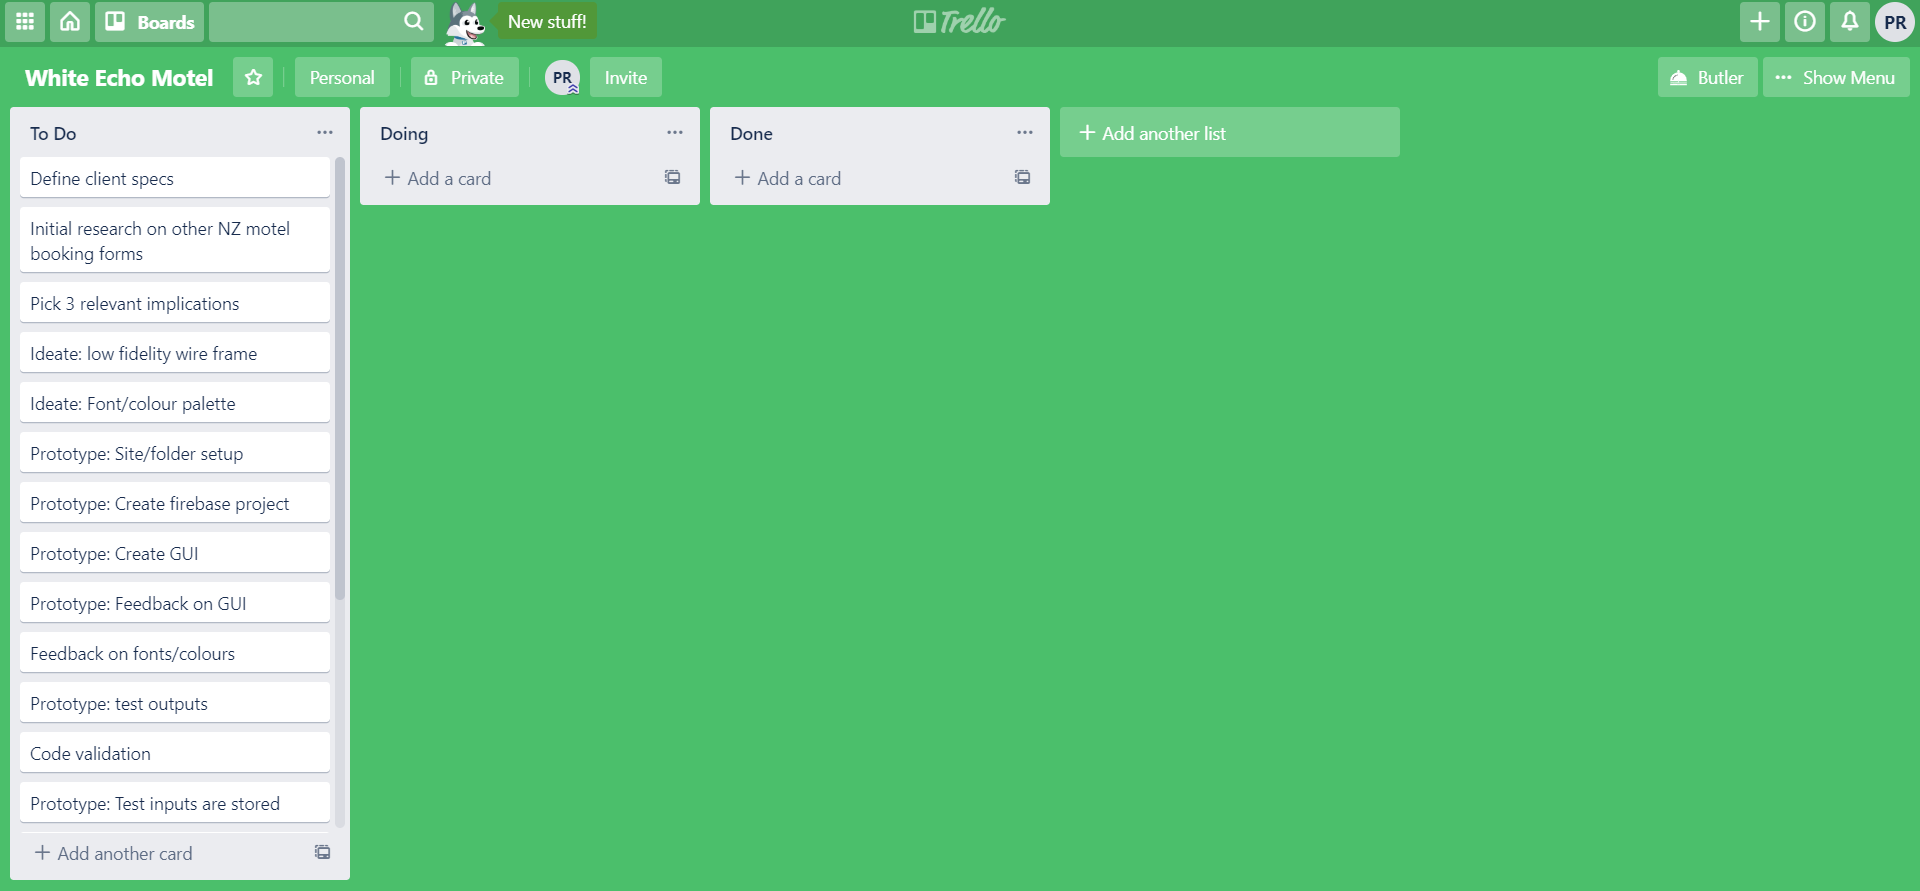 Boards
New stuff!
Trello
PR
White Echo Motel
Personal
Private
PR
Invite
Butler
Show Menu
To Do
Define client specs
Initial research on other NZ motel
booking forms
Pick 3 relevant implications
Ideate: low fidelity wire frame
Ideate: Font/colour palette
Prototype: Site/folder setup
Prototype: Create firebase project
Prototype: Create GUI
Prototype: Feedback on GUI
Feedback on fonts/colours
Prototype: test outputs
Code validation
Prototype: Test inputs are stored
Add another card
Doing
Add a card
Done
Add a card
Add another list